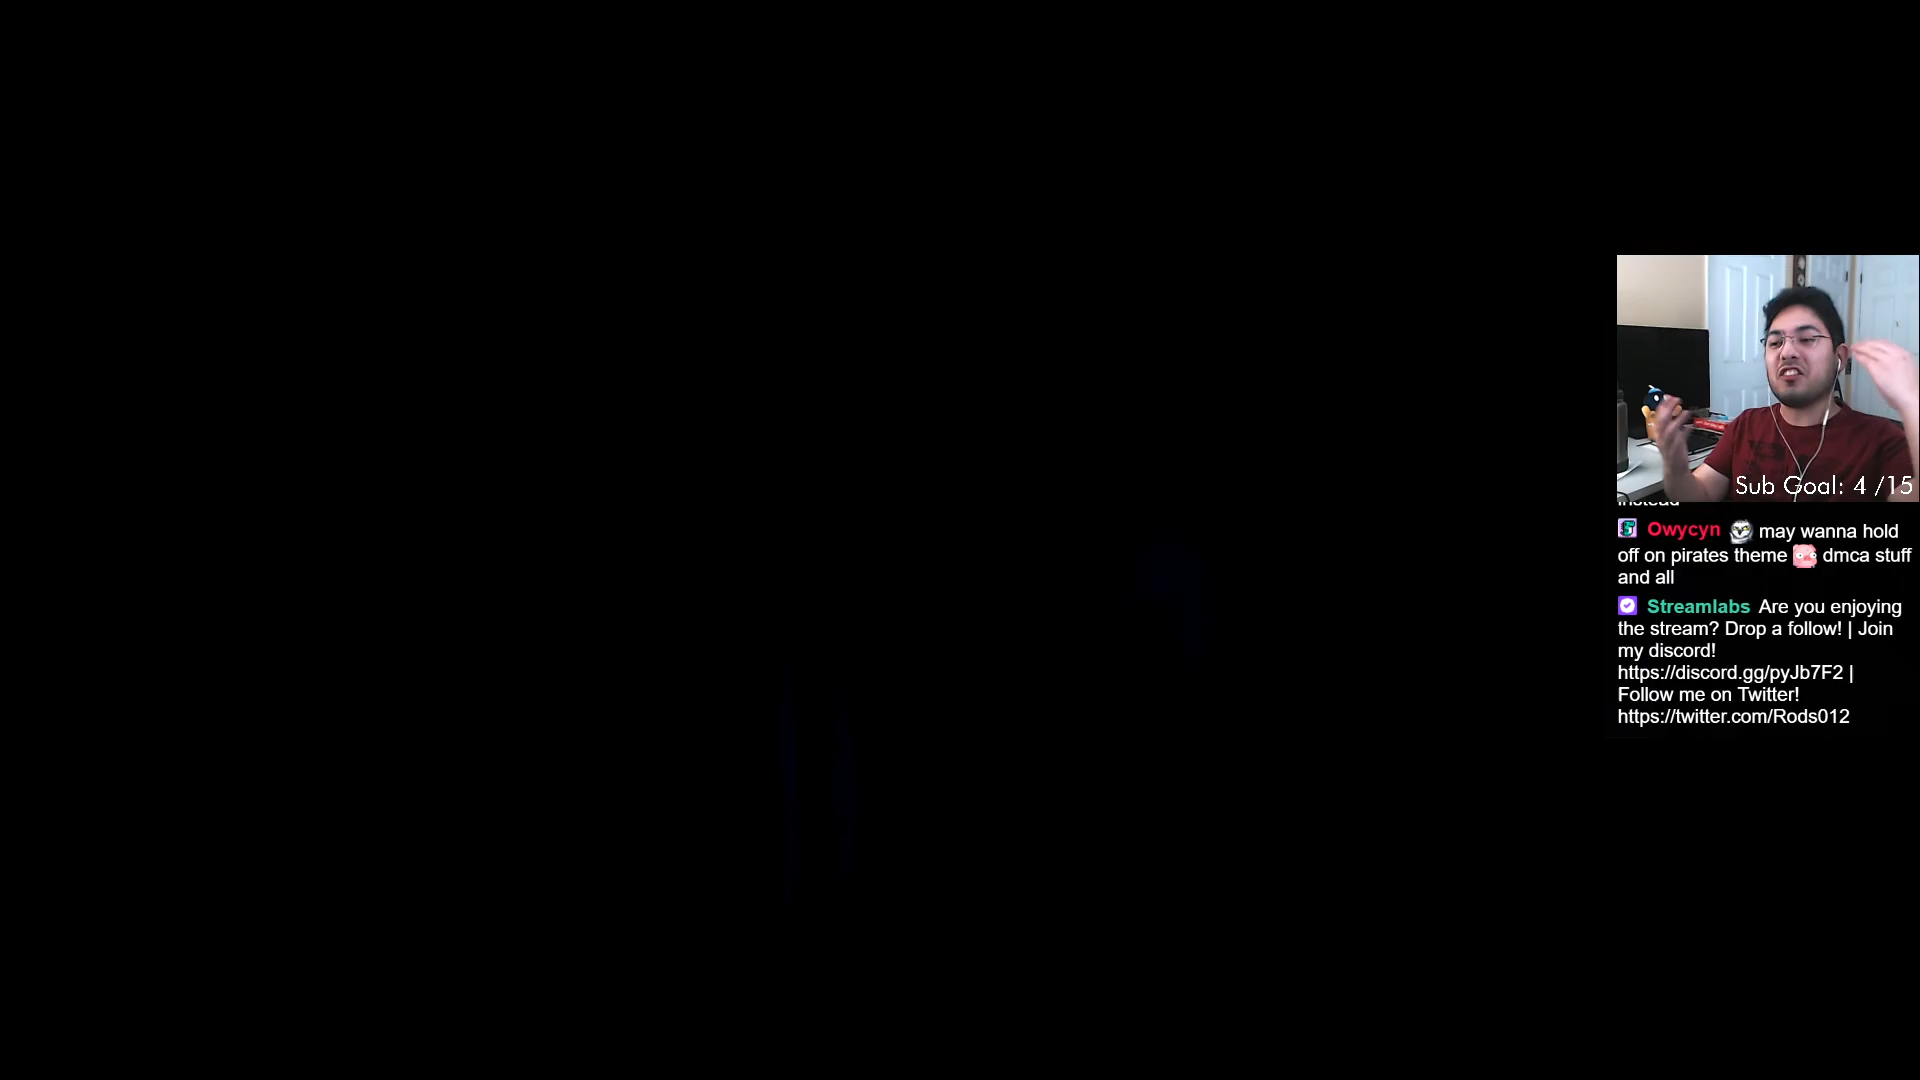 Sub Goal: 4 /15
instead
Owycyn may wanna hold
off on pirates theme dmca stuff
and all
Streamlabs Are you enjoying
the stream? Drop a follow! | Join
my discord!
https://discord.gg/pyJb7F2 |
Follow me on Twitter!
https://twitter.com/Rods012